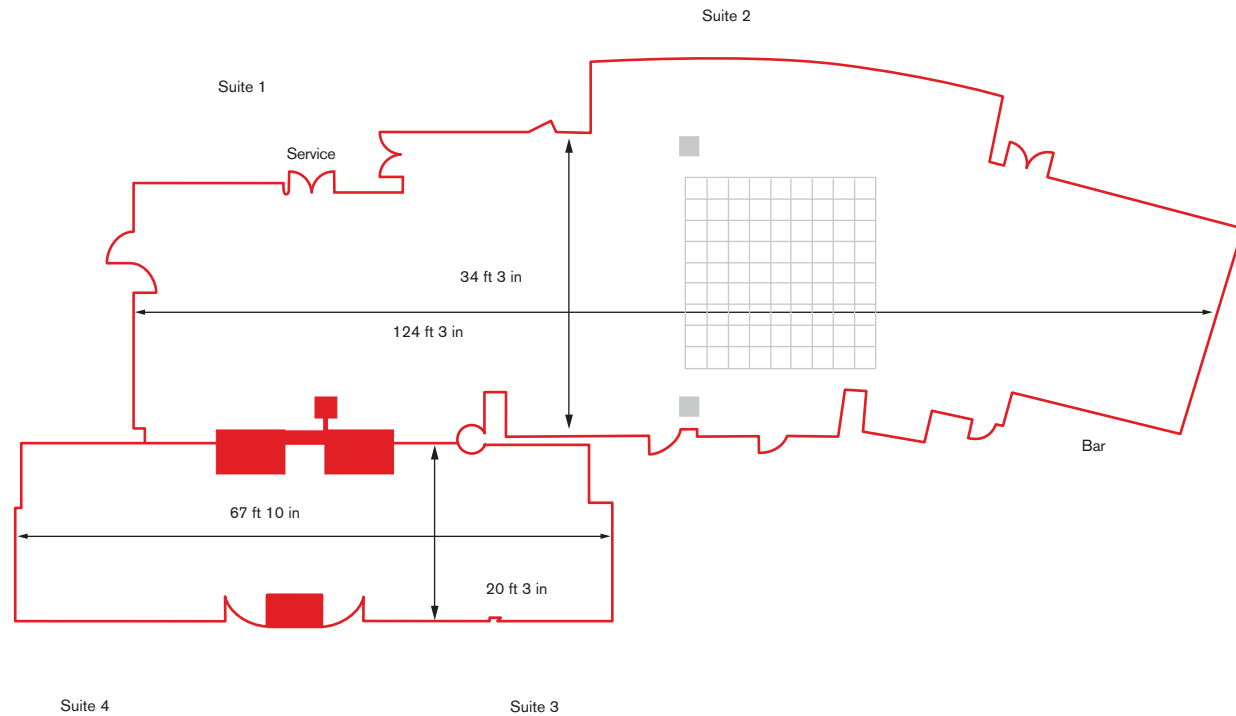 Suite 2
Suite 1
Service
34 ft 3 in
124 ft 3 in
Bar
67 ft 10 in
20 ft 3 in
Suite 4
Suite 3